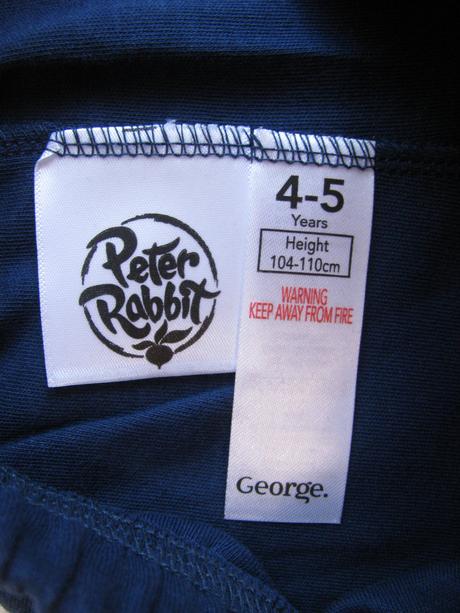 Peter
Rabbit
4-5
Years
Height
104-110cm
WARNING
KEEP AWAY FROM FIRE
George.